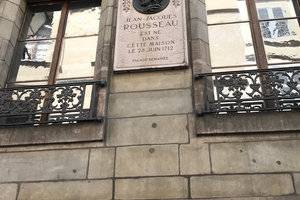 JEAN-JACQUES
ROUSSEAU
EST NÉ
DANS
CETTE MAISON
LE 28 JUIN 1712